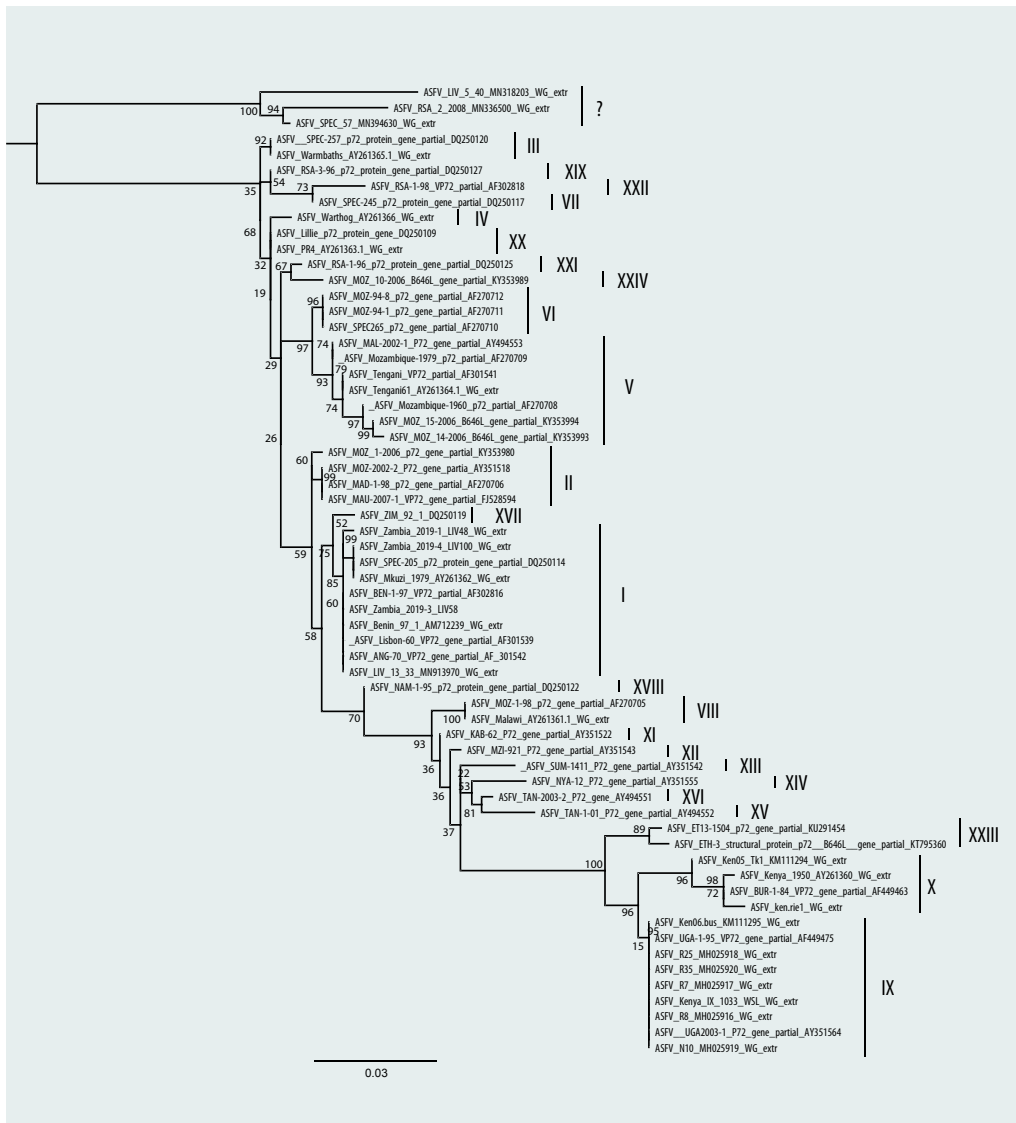 ASFV_LIV_5_40_MN318203_WG_extr
100 94 ASFV_RSA_2_2008_MN336500_WG_extr ?
ASFV_SPEC_57_MN394630_WG_extr
92 ASFV__SPEC-257_p72_protein_gene_partial_DQ250120
III
ASFV_Warmbaths_AY261365.1_WG_extr
ASFV_RSA-3-96_p72_protein_gene_partial_DQ250127 XIX
54
35 73 ASFV_RSA-1-98_VP72_partial_AF302818 XXII
ASFV_SPEC-245_p72_protein_gene_partial_DQ250117 VII
ASFV_Warthog_AY261366_WG_extr IV
68 ASFV_Lillie_p72_protein_gene_DQ250109
XX
ASFV_PR4_AY261363.1_WG_extr
32 67 ASFV_RSA-1-96_p72_protein_gene_partial_DQ250125 XXI
ASFV_MOZ_10-2006_B646L_gene_partial_KY353989 XXIV
19 96 ASFV_MOZ-94-8_p72_gene_partial_AF270712
ASFV_MOZ-94-1_p72_gene_partial_AF270711 VI
ASFV_SPEC265_p72_gene_partial_AF270710
97 74 ASFV_MAL-2002-1_P72_gene_partial_AY494553
_ASFV_Mozambique-1979_p72_partial_AF270709
29 79
93 ASFV_Tengani_VP72_partial_AF301541
ASFV_Tengani61_AY261364.1_WG_extr V
74 _ASFV_Mozambique-1960_p72_partial_AF270708
97 ASFV_MOZ_15-2006_B646L_gene_partial_KY353994
26 99 ASFV_MOZ_14-2006_B646L_gene_partial_KY353993
60 ASFV_MOZ_1-2006_p72_partial_KY353980
ASFV_MOZ-2002-2_P72_gene_partia_AY351518
99 ASFV_MAD-1-98_p72_partial_AF270706 II
ASFV_MAU-2007-1_VP72_gene_partial_FJ528594
ASFV_ZIM_92_1_DQ250119 XVII
52
ASFV_Zambia_2019-1_LIV48_WG_extr
99
59 75 ASFV_Zambia_2019-4_LIV100_WG_extr
ASFV_SPEC-205_p72_protein_gene_partial_DQ250114
85 ASFV_Mkuzi_1979_AY261362_WG_extr
ASFV_BEN-1-97_VP72_partial_AF302816 I
60 ASFV_Zambia_2019-3_LIV58
ASFV_Benin_97_1_AM712239_WG_extr
58 _ASFV_Lisbon-60_VP72_gene_partial_AF301539
ASFV_ANG-70_VP72_gene_partial_AF_301542
ASFV_LIV_13_33_MN913970_WG_extr
ASFV_NAM-1-95_p72_protein_gene_partial_DQ250122 XVIII
ASFV_MOZ-1-98_p72_gene_partial_AF270705
70 100 VIII
ASFV_Malawi_AY261361.1_WG_extr
93 ASFV_KAB-62_P72_gene_partial_AY351522 XI
ASFV_MZI-921_P72_gene_partial_AY351543 XII
36 _ASFV_SUM-1411_P72_gene_partial_AY351542 XIII
22
53 ASFV_NYA-12_P72_gene_partial_AY351555 XIV
36 ASFV_TAN-2003-2_P72_gene_AY494551 XVI
81 ASFV_TAN-1-01_P72_gene_partial_AY494552 XV
37 89 ASFV_ET13-1504_p72_gene_partial_KU291454
XXIII
ASFV_ETH-3_structural_protein_p72__B646L__gene_partial_KT795360
100 ASFV_Ken05_Tk1_KM111294_WG_extr
96 98 ASFV_Kenya_1950_AY261360_WG_extr
72 ASFV_BUR-1-84_VP72_gene_partial_AF449463 X
96 ASFV_ken.rie1_WG_extr
ASFV_Ken06.bus_KM111295_WG_extr
95
15 ASFV_UGA-1-95_VP72_gene_partial_AF449475
ASFV_R25_MH025918_WG_extr
ASFV_R35_MH025920_WG_extr
ASFV_R7_MH025917_WG_extr IX
ASFV_Kenya_IX_1033_WSL_WG_extr
ASFV_R8_MH025916_WG_extr
ASFV__UGA2003-1_P72_gene_partial_AY351564
ASFV_N10_MH025919_WG_extr
0.03